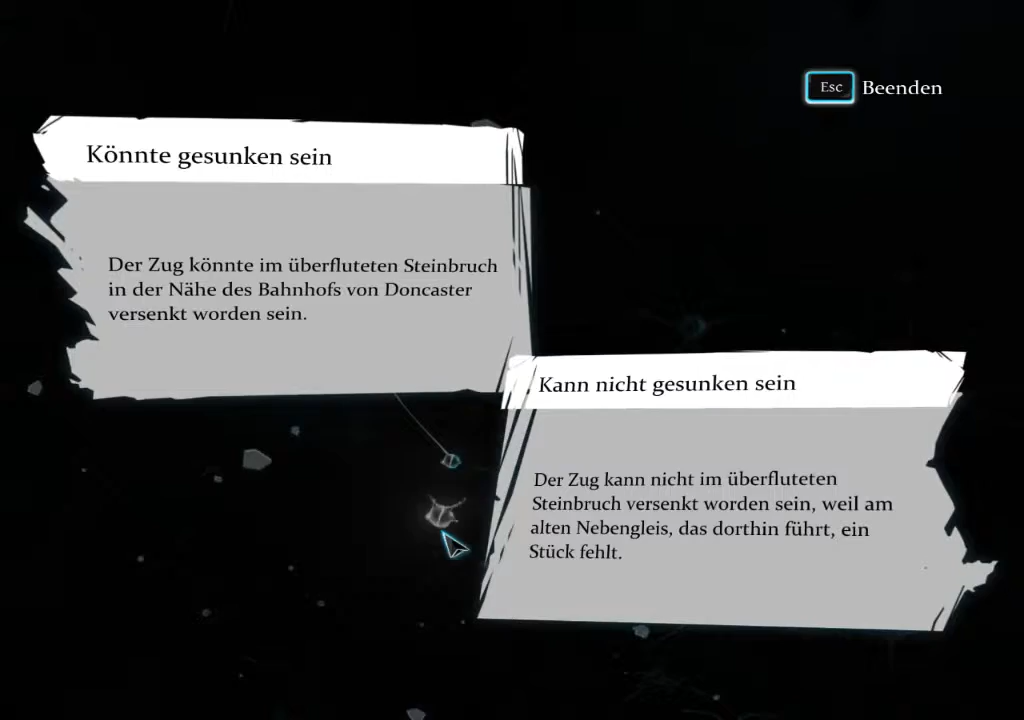 Esc Beenden
Könnte gesunken sein
Der Zug könnte im überfluteten Steinbruch
in der Nähe des Bahnhofs von Doncaster
versenkt worden sein.
Kann nicht gesunken sein
Der Zug kann nicht im überfluteten
Steinbruch versenkt worden sein, weil am
alten Nebengleis, das dorthin führt, ein
Stück fehlt.